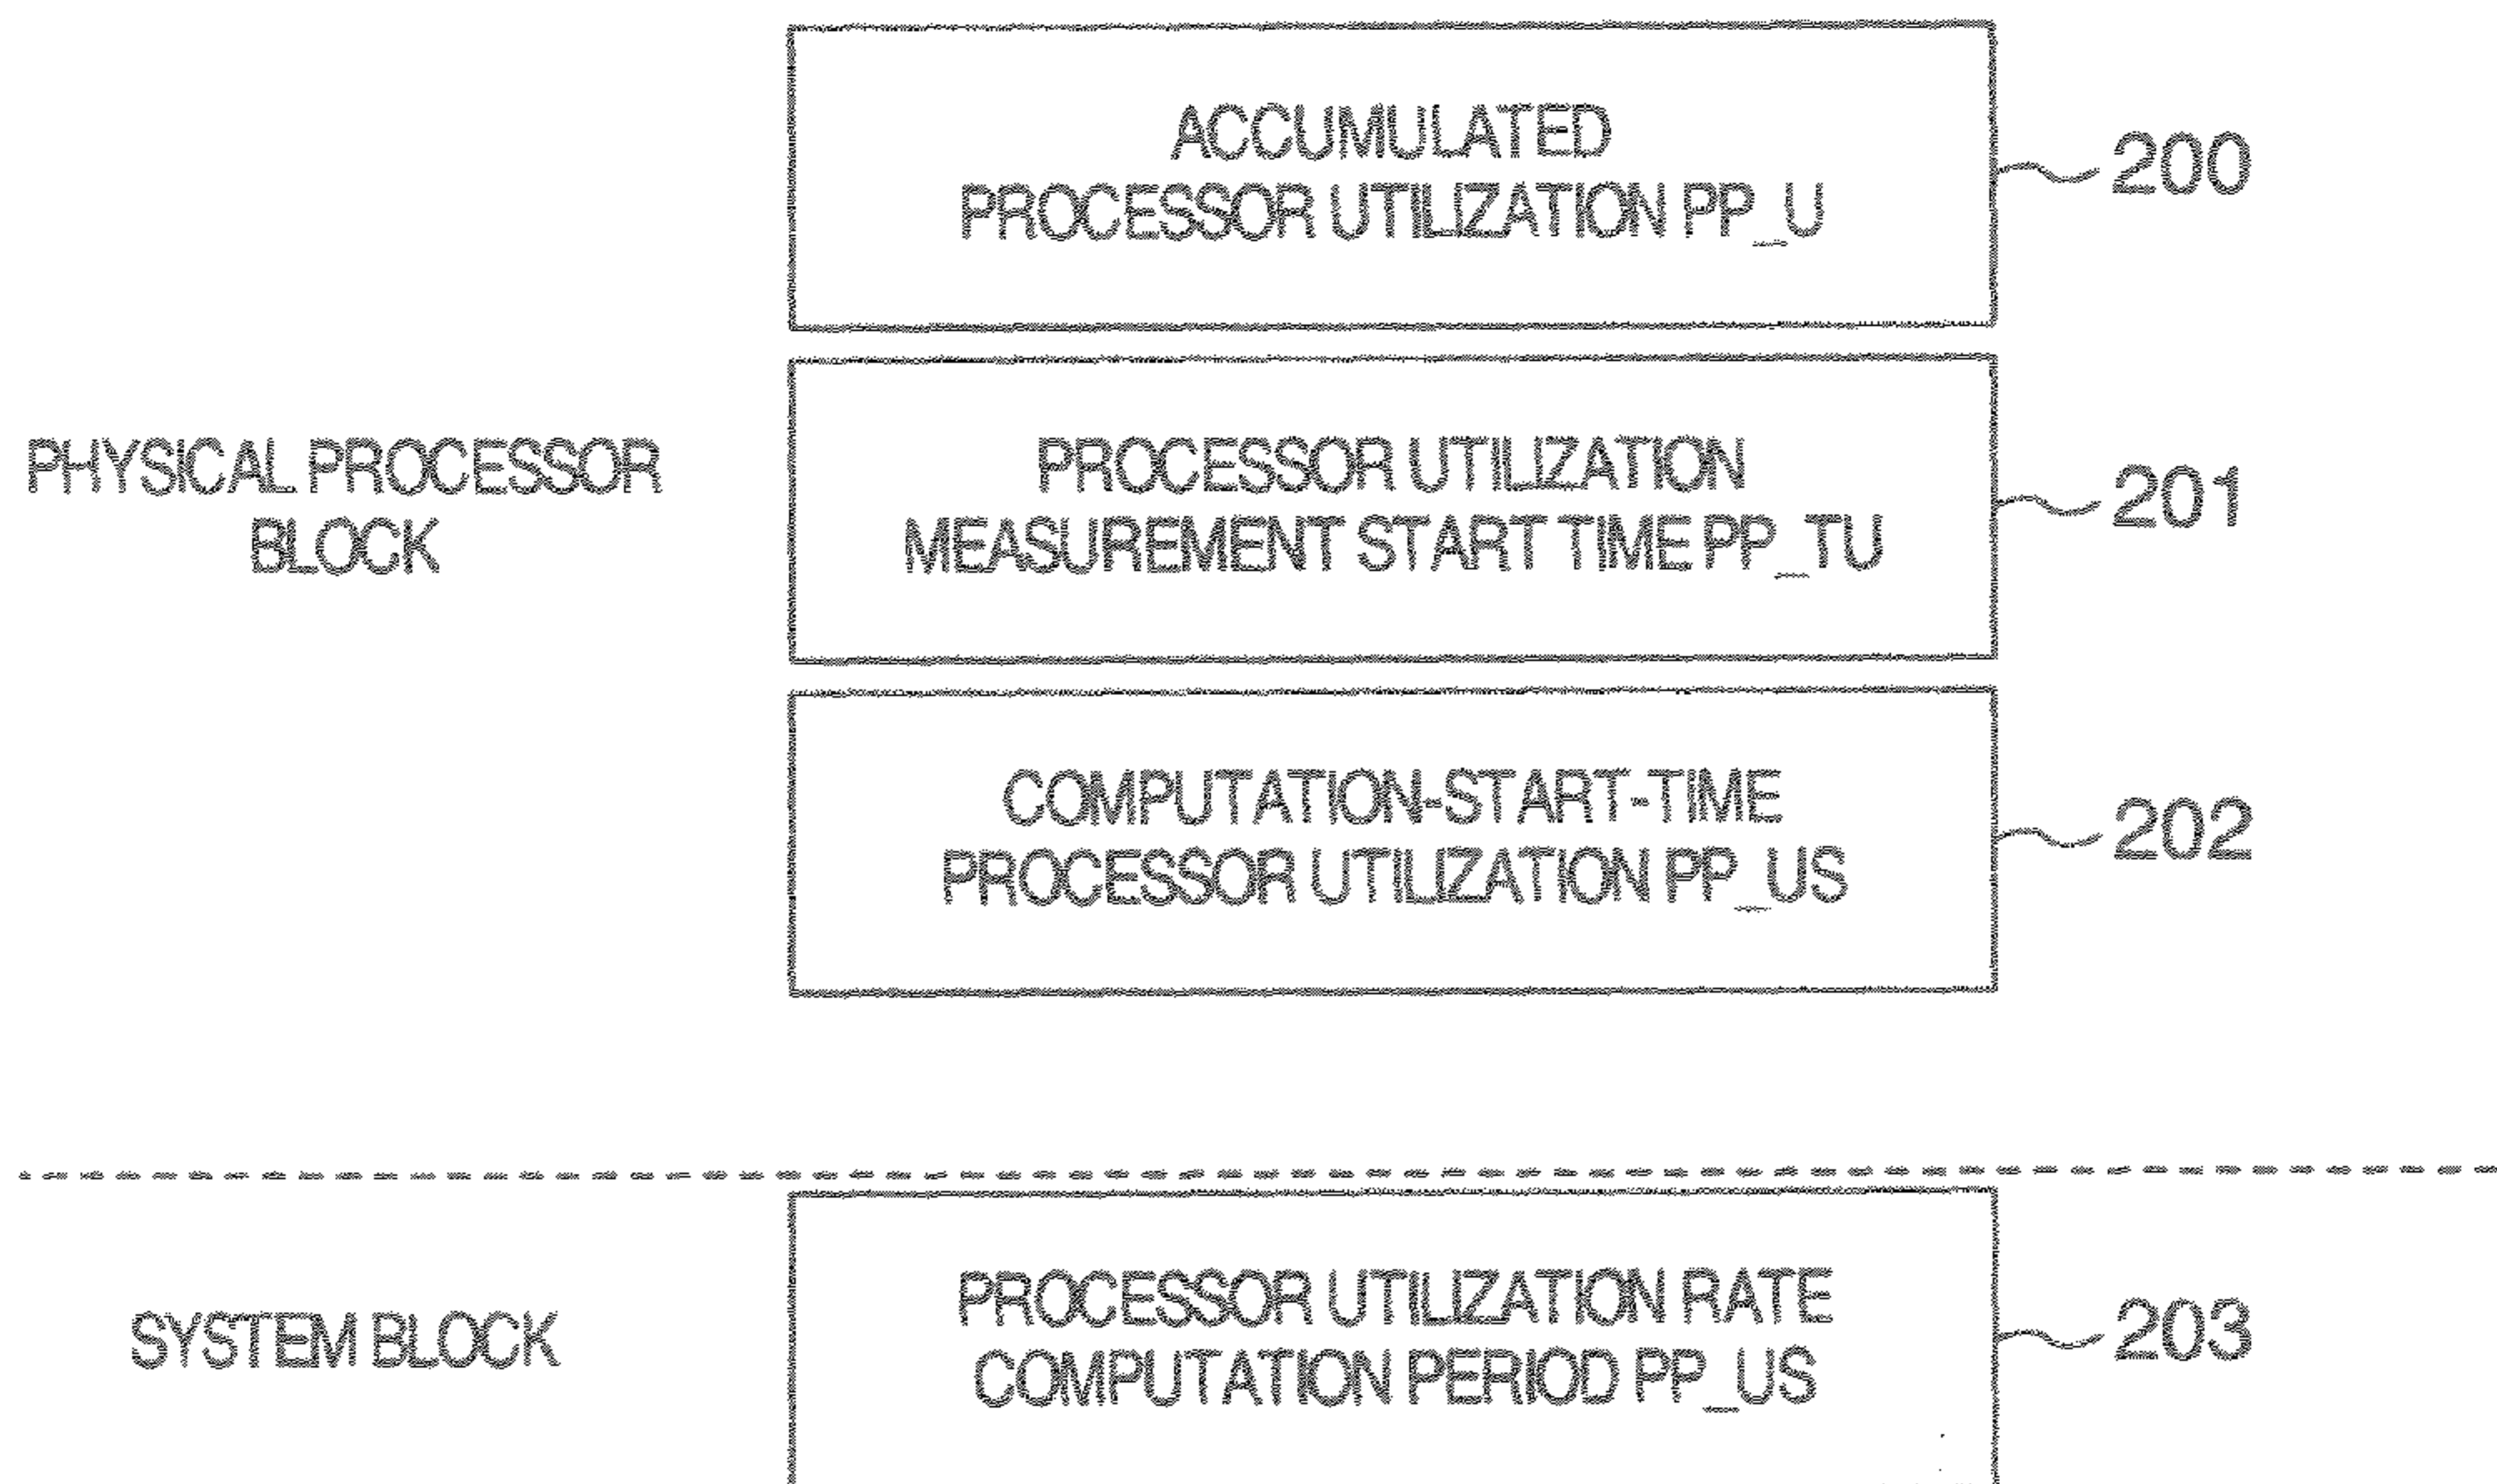 ACCUMULATED
PROCESSOR UTILIZATION PP_U
200
PHYSICAL PROCESSOR
BLOCK
PROCESSOR UTILIZATION
MEASUREMENT START TIME PP_TU
201
COMPUTATION-START-TIME
PROCESSOR UTILIZATION PP_US
202
SYSTEM BLOCK
PROCESSOR UTILIZATION RATE
COMPUTATION PERIOD PP_US
203